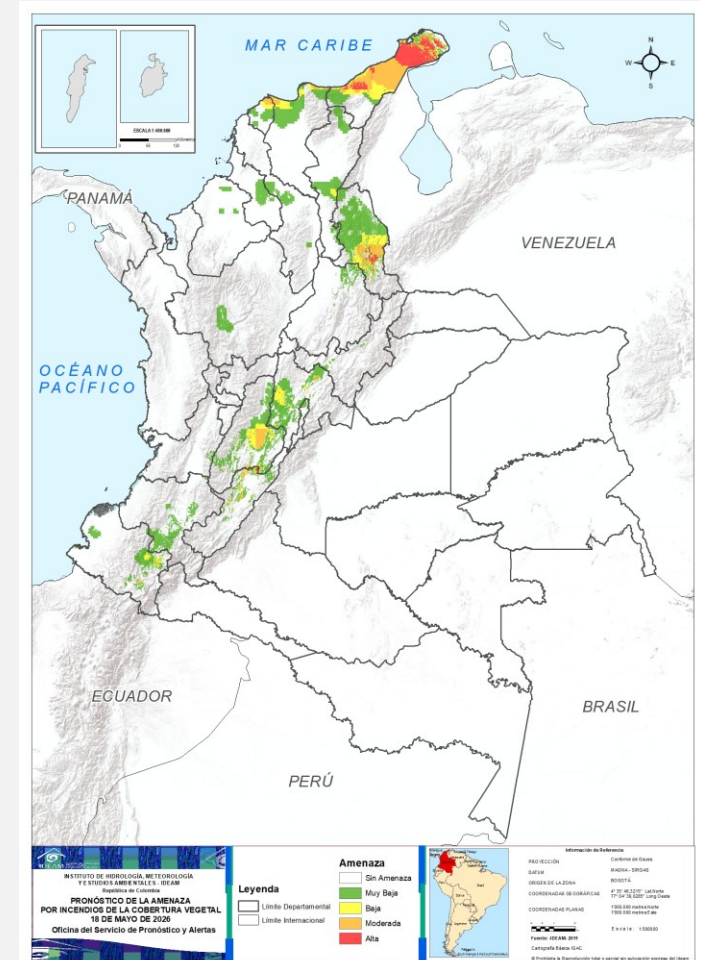 MAR CARIBE
N
W
E
S
ESCALA
PANAMÁ
VENEZUELA
OCÉANO
PACÍFICO
ECUADOR
BRASIL
PERÚ
IDEAM
INSTITUTO DE HIDROLOGÍA, METEOROLOGÍA
Y ESTUDIOS AMBIENTALES - IDEAM
República de Colombia
PRONÓSTICO DE LA AMENAZA
POR INCENDIOS DE LA COBERTURA VEGETAL
18 DE MAYO DE 2026
Oficina del Servicio de Pronóstico y Alertas
Leyenda
Límite Departamental
Límite Internacional
Amenaza
Sin Amenaza
Muy Baja
Baja
Moderada
Alta
Información de Referencia
PROYECCIÓN Conforme de Gauss
DATUM MAGNA - SIRGAS
ORIGEN DE LA ZONA BOGOTÁ
COORDENADAS GEOGRÁFICAS
COORDENADAS PLANAS
Fuente: IDEAM
Cartografía Básica: IGAC